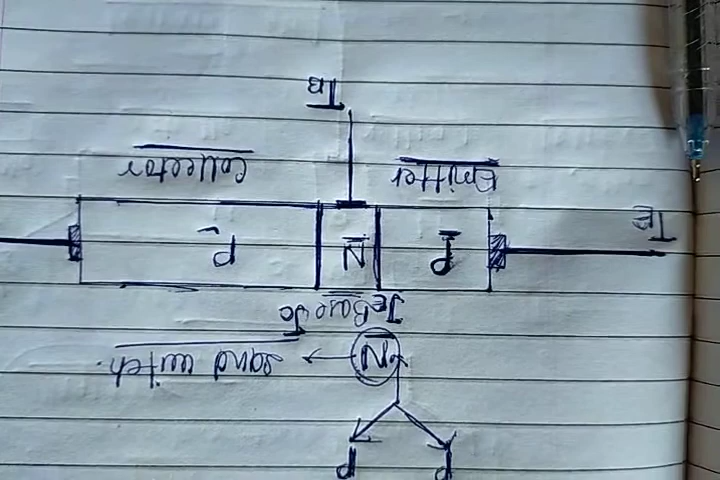 P P
N → Sand witch.
JE Base Jc
IE P N P
Emitter Collector
IB